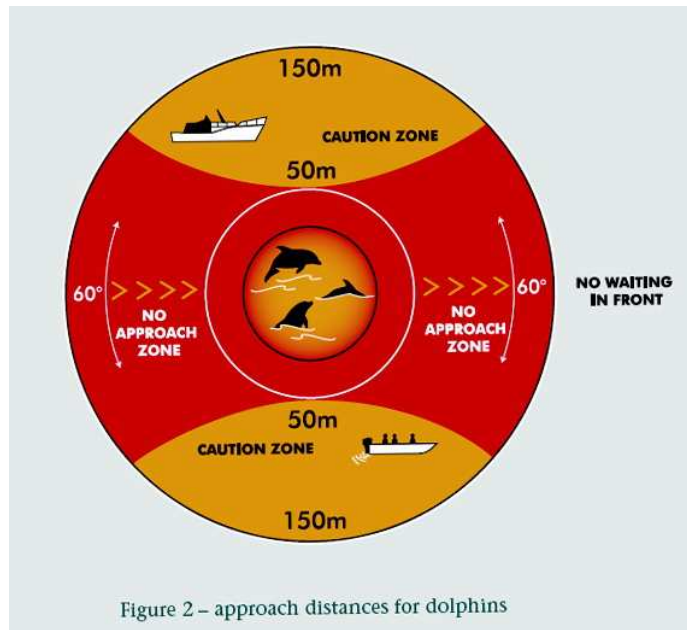 150m
CAUTION ZONE
50m
60°
NO
APPROACH
ZONE
60°
NO
APPROACH
ZONE
NO WAITING
IN FRONT
50m
CAUTION ZONE
150m
Figure 2 – approach distances for dolphins